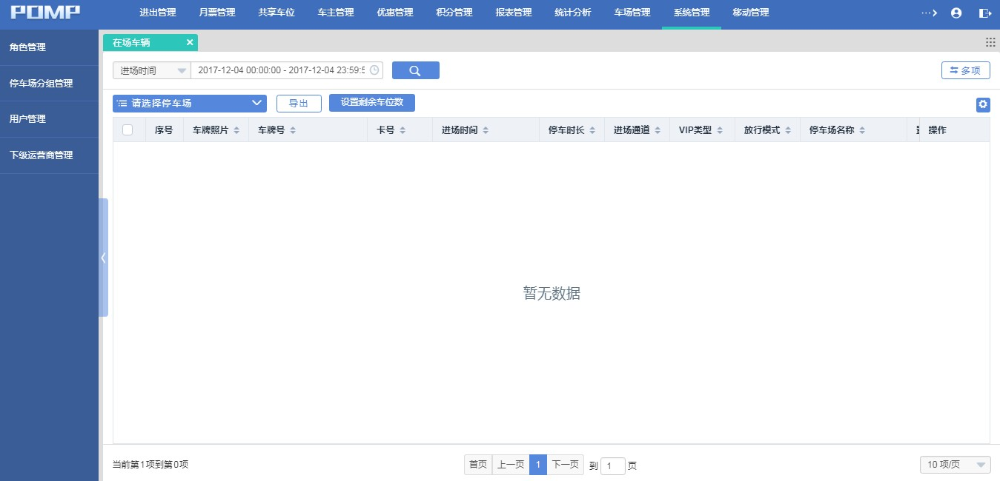 POMP 进出管理 月票管理 共享车位 车主管理 优惠管理 积分管理 报表管理 统计分析 车场管理 系统管理 移动管理
角色管理
停车场分组管理
用户管理
下级运营商管理
在场车辆
进场时间 2017-12-04 00:00:00 - 2017-12-04 23:59:5 多项
请选择停车场 导出 设置剩余车位数
序号 车牌照片 车牌号 卡号 进场时间 停车时长 进场通道 VIP类型 放行模式 停车场名称 操作
暂无数据
当前第1项到第0项 首页 上一页 1 下一页 到 1 页 10 项/页